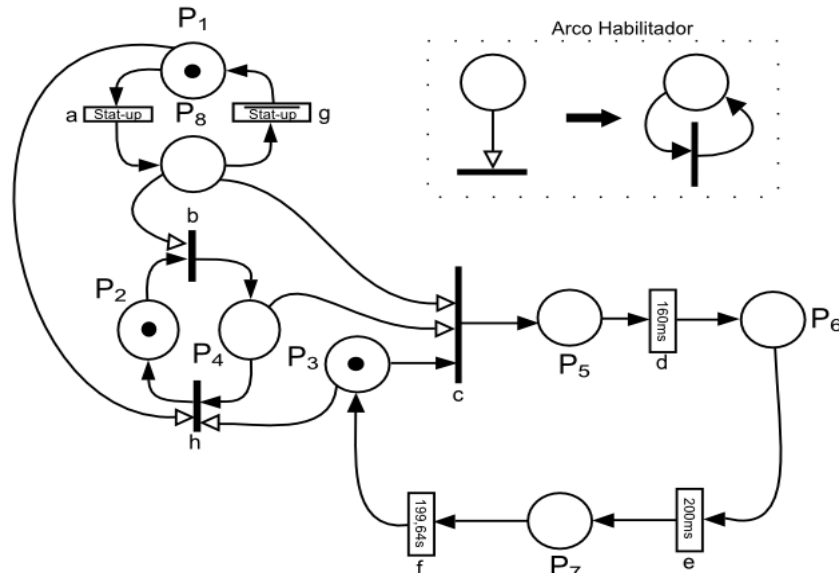 Arco Habilitador
P1
a
Stat-up
Stat-up
g
P8
b
P2
P4
P3
c
h
P5
160ms
d
P6
199,64s
f
P7
200ms
e